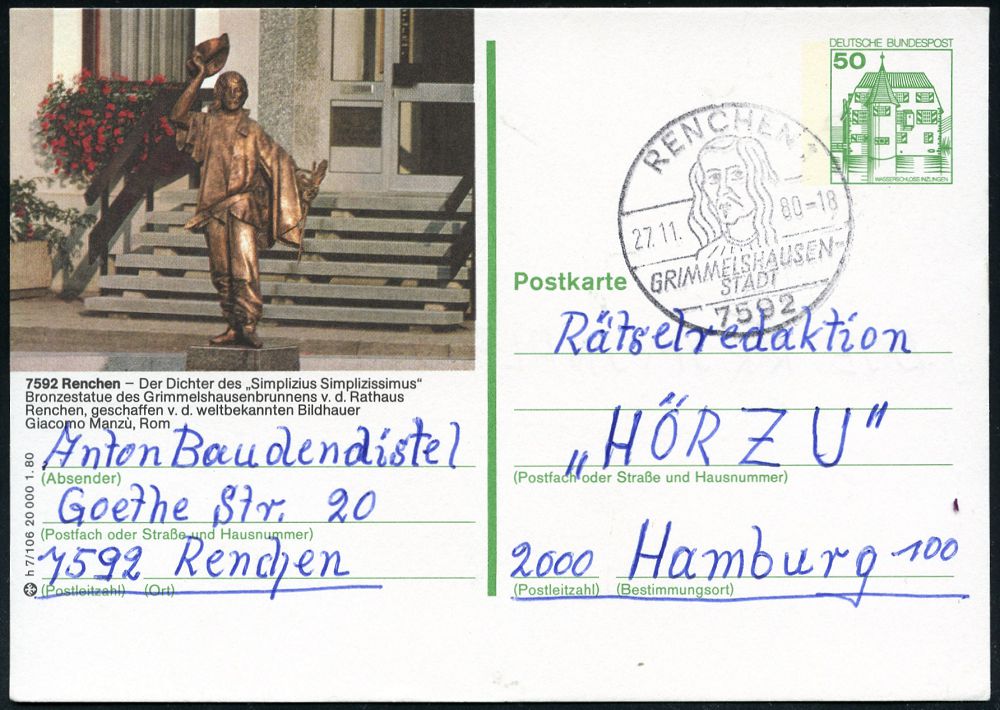 7592 Renchen – Der Dichter des „Simplizius Simplizissimus“
Bronzestatue des Grimmelshausenbrunnens v. d. Rathaus
Renchen, geschaffen v. d. weltbekannten Bildhauer
Giacomo Manzù, Rom
Anton Baudendistel
(Absender)
Goethe Str. 20
(Postfach oder Straße und Hausnummer)
7592 Renchen
(Postleitzahl) (Ort)
h 7/106 20 000 1. 80
DEUTSCHE BUNDESPOST
50
WASSERSCHLOSS INZLINGEN
RENCHEN
27.11. 80-18
GRIMMELSHAUSEN-
STADT
7592
Postkarte
Rätselredaktion
„HÖRZU“
(Postfach oder Straße und Hausnummer)
2000 Hamburg 100
(Postleitzahl) (Bestimmungsort)